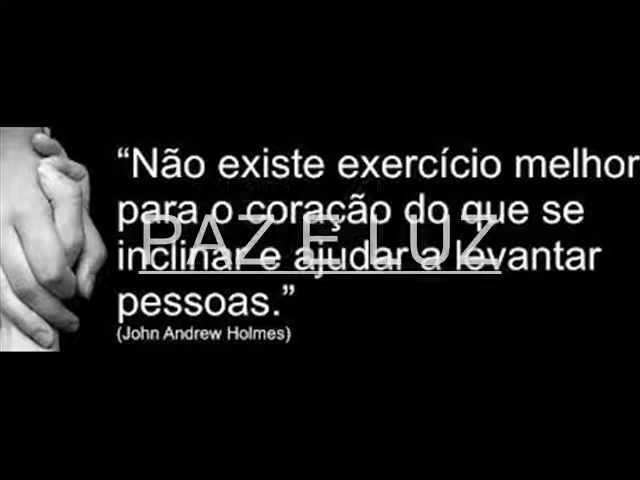 “Não existe exercício melhor
para o coração do que se
PAZ E LUZ
inclinar e ajudar a levantar
pessoas.”
(John Andrew Holmes)